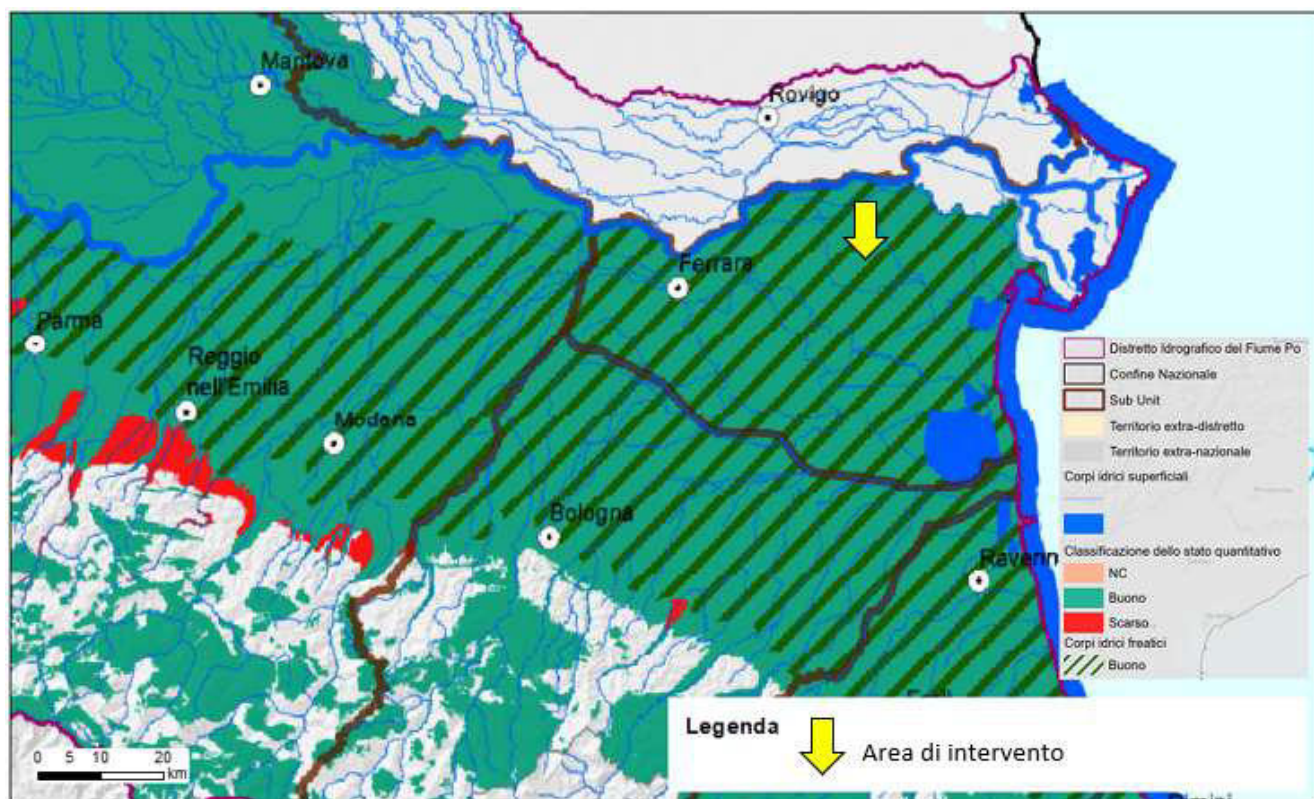 Mantova
Rovigo
Ferrara
Parma
Reggio
nell'Emilia
Modena
Bologna
Ravenn
Distretto Idrografico del Fiume Po
Confine Nazionale
Sub Unit
Territorio extra-distretto
Territorio extra-nazionale
Corpi idrici superficiali
Classificazione dello stato quantitativo
NC
Buono
Scarso
Corpi idrici freatici
Buono
Legenda
Area di intervento
0 5 10 20
km